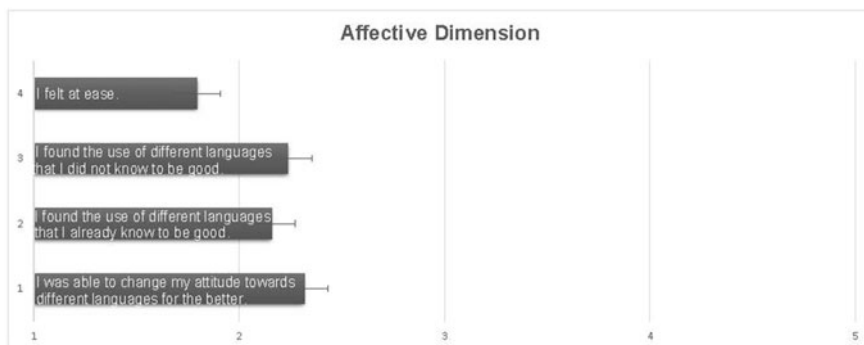 Affective Dimension
4
I felt at ease.
3
I found the use of different languages
that I did not know to be good.
2
I found the use of different languages
that I already know to be good.
1
I was able to change my attitude towards
different languages for the better.
1 2 3 4 5